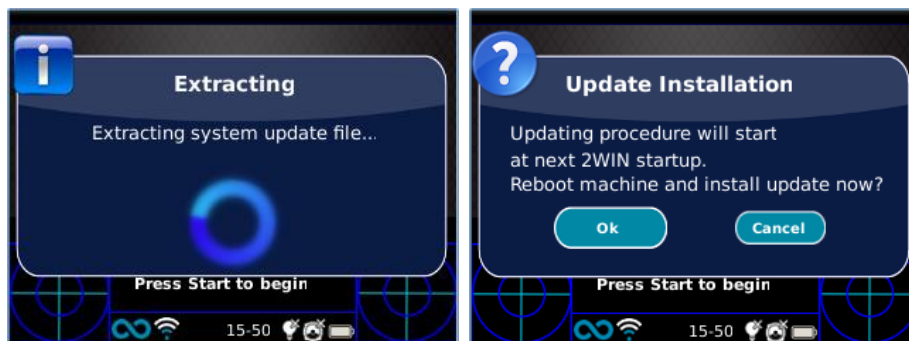 Extracting
Extracting system update file...
Press Start to begin
15-50
Update Installation
Updating procedure will start
at next 2WIN startup.
Reboot machine and install update now?
Ok
Cancel
Press Start to begin
15-50